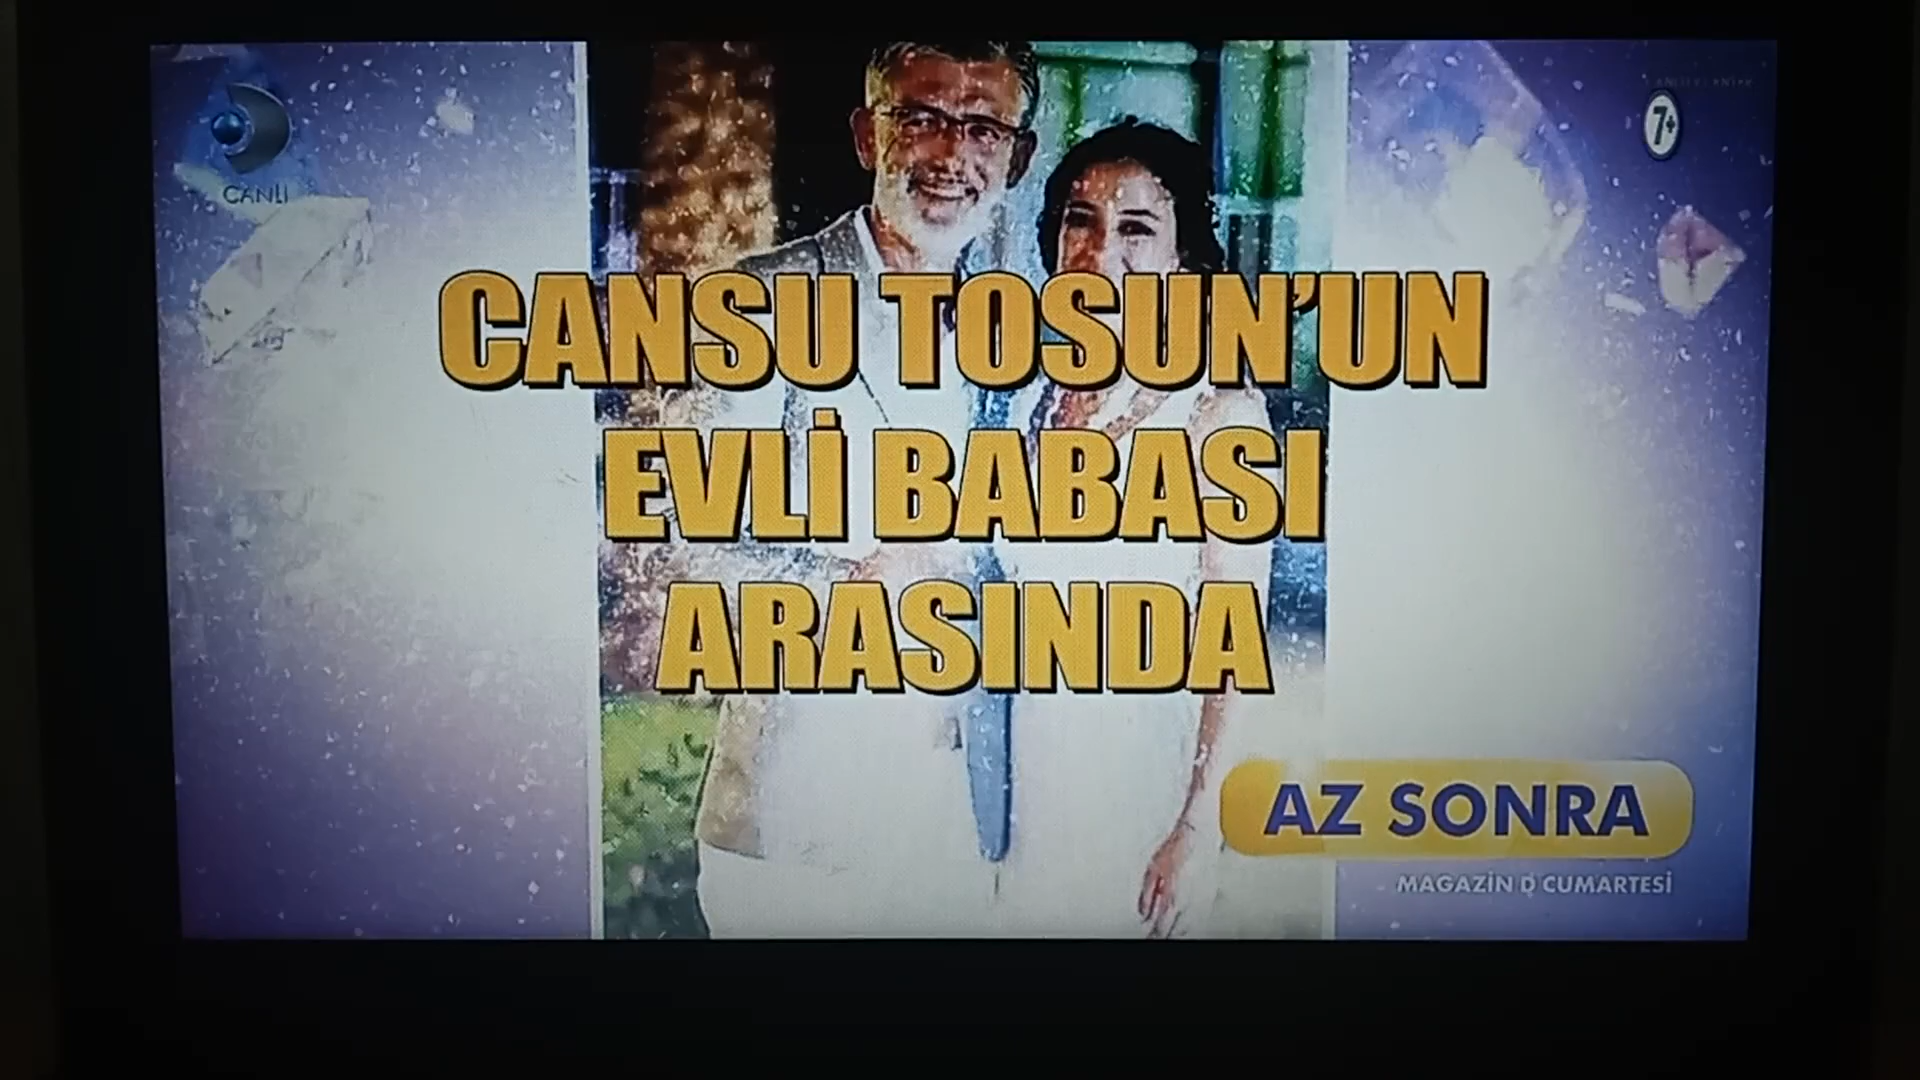 CANLI
7+
CANSU TOSUN'UN
EVLİ BABASI
ARASINDA
AZ SONRA
MAGAZİN D CUMARTESİ